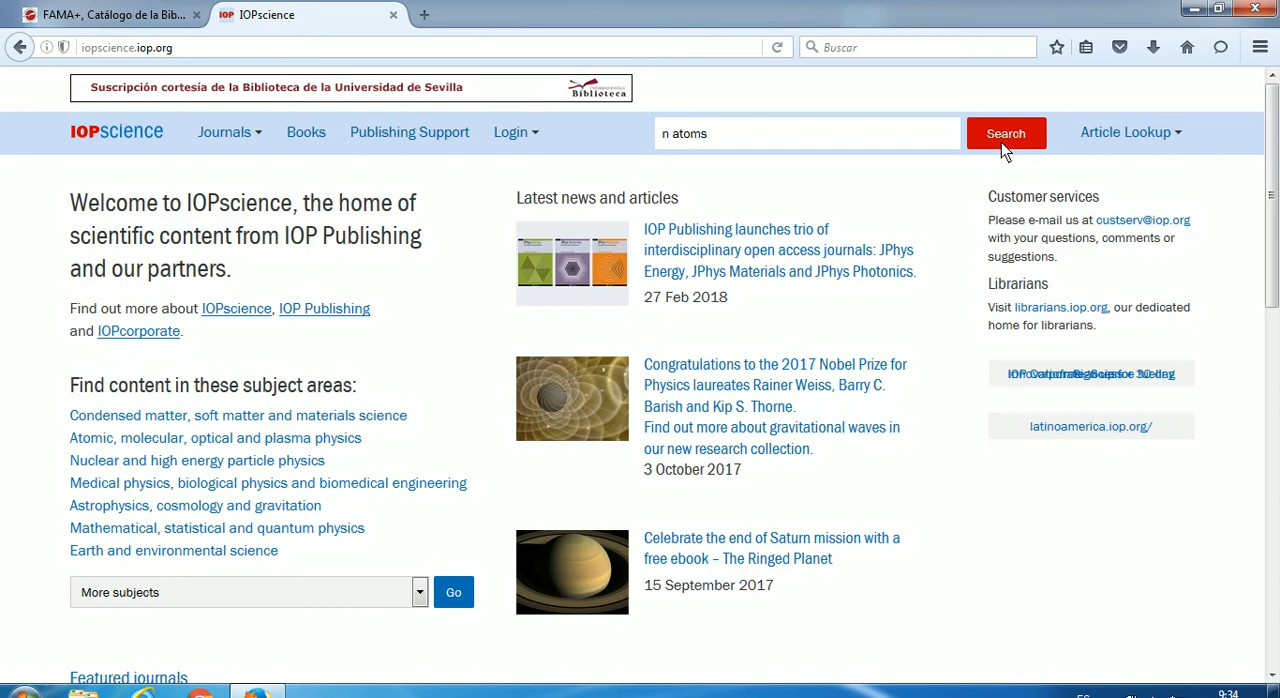 FAMA+, Catálogo de la Bib...
IOP IOPscience
iopscience.iop.org
Buscar
Suscripción cortesía de la Biblioteca de la Universidad de Sevilla
Biblioteca
IOPscience
Journals
Books
Publishing Support
Login
n atoms
Search
Article Lookup
Welcome to IOPscience, the home of
scientific content from IOP Publishing
and our partners.
Find out more about IOPscience, IOP Publishing
and IOPcorporate.
Find content in these subject areas:
Condensed matter, soft matter and materials science
Atomic, molecular, optical and plasma physics
Nuclear and high energy particle physics
Medical physics, biological physics and biomedical engineering
Astrophysics, cosmology and gravitation
Mathematical, statistical and quantum physics
Earth and environmental science
More subjects
Go
Featured journals
Latest news and articles
IOP Publishing launches trio of
interdisciplinary open access journals: JPhys
Energy, JPhys Materials and JPhys Photonics.
27 Feb 2018
Congratulations to the 2017 Nobel Prize for
Physics laureates Rainer Weiss, Barry C.
Barish and Kip S. Thorne.
Find out more about gravitational waves in
our new research collection.
3 October 2017
Celebrate the end of Saturn mission with a
free ebook – The Ringed Planet
15 September 2017
Customer services
Please e-mail us at custserv@iop.org
with your questions, comments or
suggestions.
Librarians
Visit librarians.iop.org, our dedicated
home for librarians.
latinoamerica.iop.org/
9:34